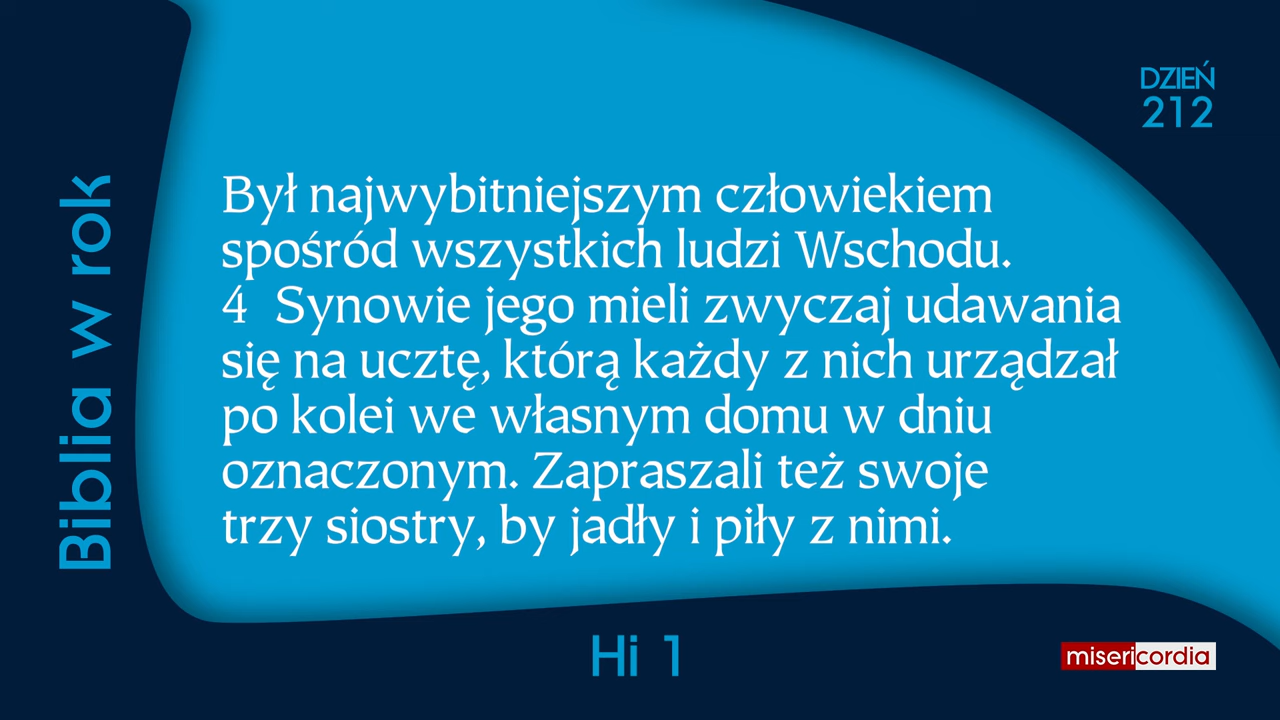 DZIEŃ
212
Biblia w rok
Był najwybitniejszym człowiekiem
spośród wszystkich ludzi Wschodu.
4 Synowie jego mieli zwyczaj udawania
się na ucztę, którą każdy z nich urządzał
po kolei we własnym domu w dniu
oznaczonym. Zapraszali też swoje
trzy siostry, by jadły i piły z nimi.
Hi 1
misericordia